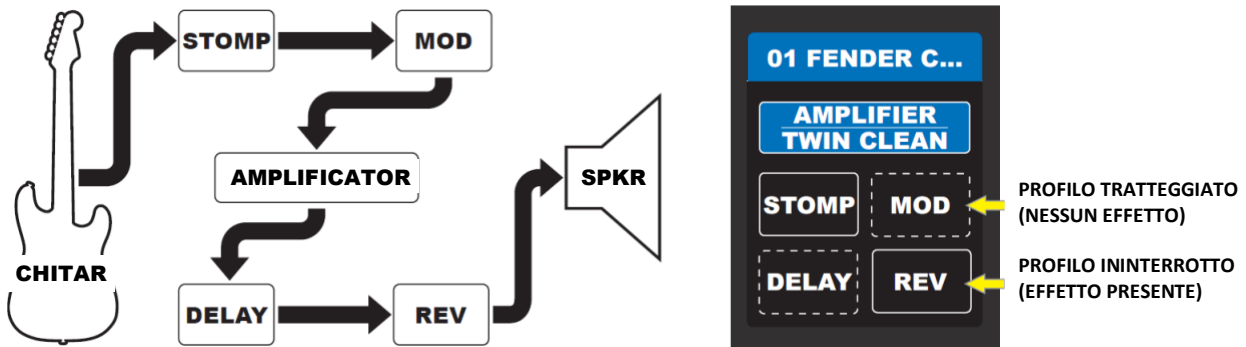 STOMP
MOD
AMPLIFICATOR
SPKR
CHITAR
DELAY
REV
01 FENDER C...
AMPLIFIER
TWIN CLEAN
STOMP MOD
DELAY REV
PROFILO TRATTEGGIATO
(NESSUN EFFETTO)
PROFILO ININTERROTTO
(EFFETTO PRESENTE)